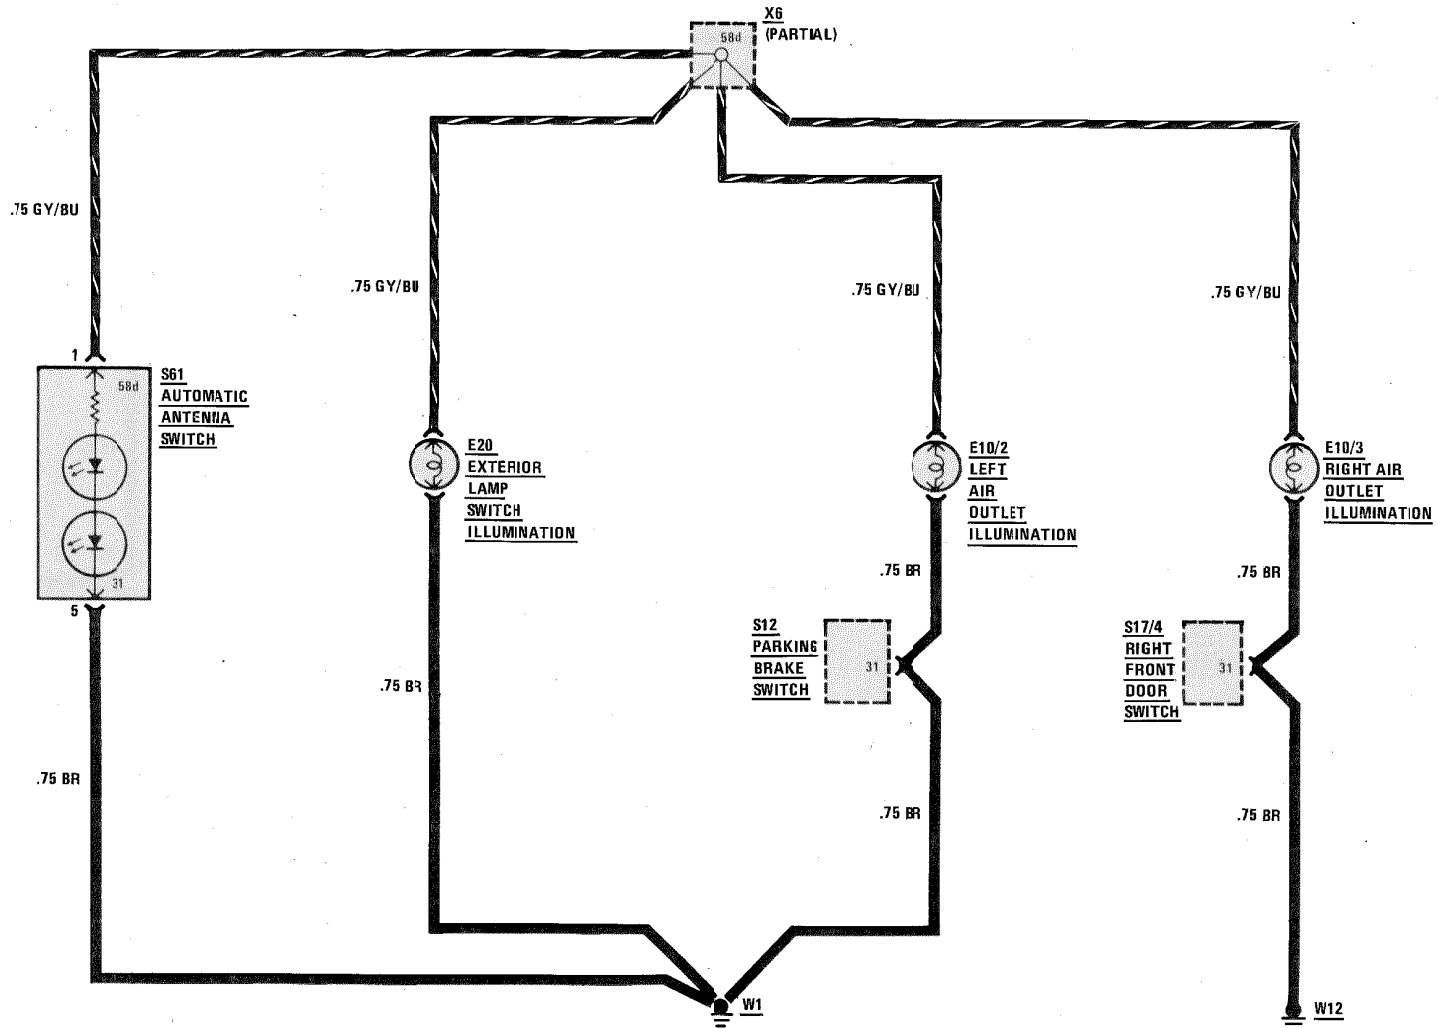 X6
(PARTIAL)
58d
.75 GY/BU
.75 GY/BU
.75 GY/BU
.75 GY/BU
1
58d
S61
AUTOMATIC
ANTENNA
SWITCH
31
5
E20
EXTERIOR
LAMP
SWITCH
ILLUMINATION
E10/2
LEFT
AIR
OUTLET
ILLUMINATION
E10/3
RIGHT AIR
OUTLET
ILLUMINATION
.75 BR
.75 BR
S12
PARKING
BRAKE
SWITCH
31
S17/4
RIGHT
FRONT
DOOR
SWITCH
31
.75 BR
.75 BR
.75 BR
.75 BR
W1
W12